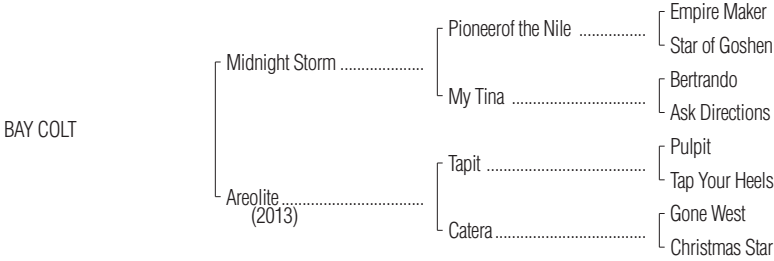 Empire Maker
Pioneerof the Nile ................
Star of Goshen
Midnight Storm ....................
Bertrando
My Tina ................................
Ask Directions
BAY COLT
Pulpit
Tapit ......................................
Tap Your Heels
Areolite ..................................
(2013)
Gone West
Catera ....................................
Christmas Star